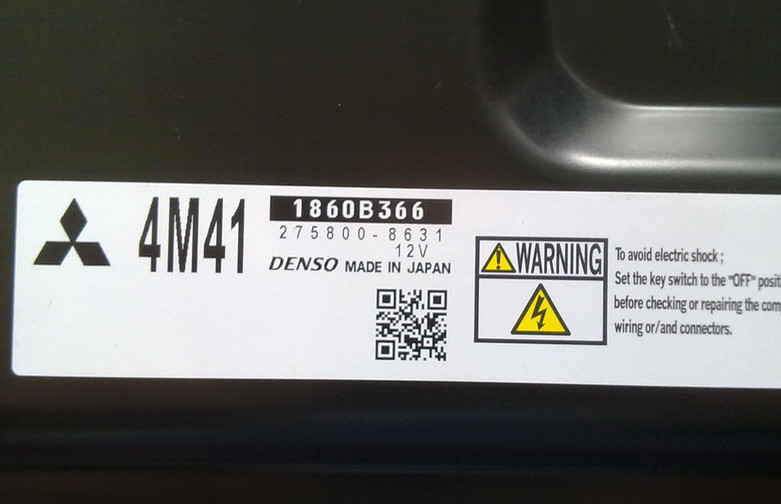 4M41
1860B366
275800-8631
12V
DENSO MADE IN JAPAN
WARNING
To avoid electric shock ;
Set the key switch to the "OFF"
before checking or repairing the
wiring or/and connectors.